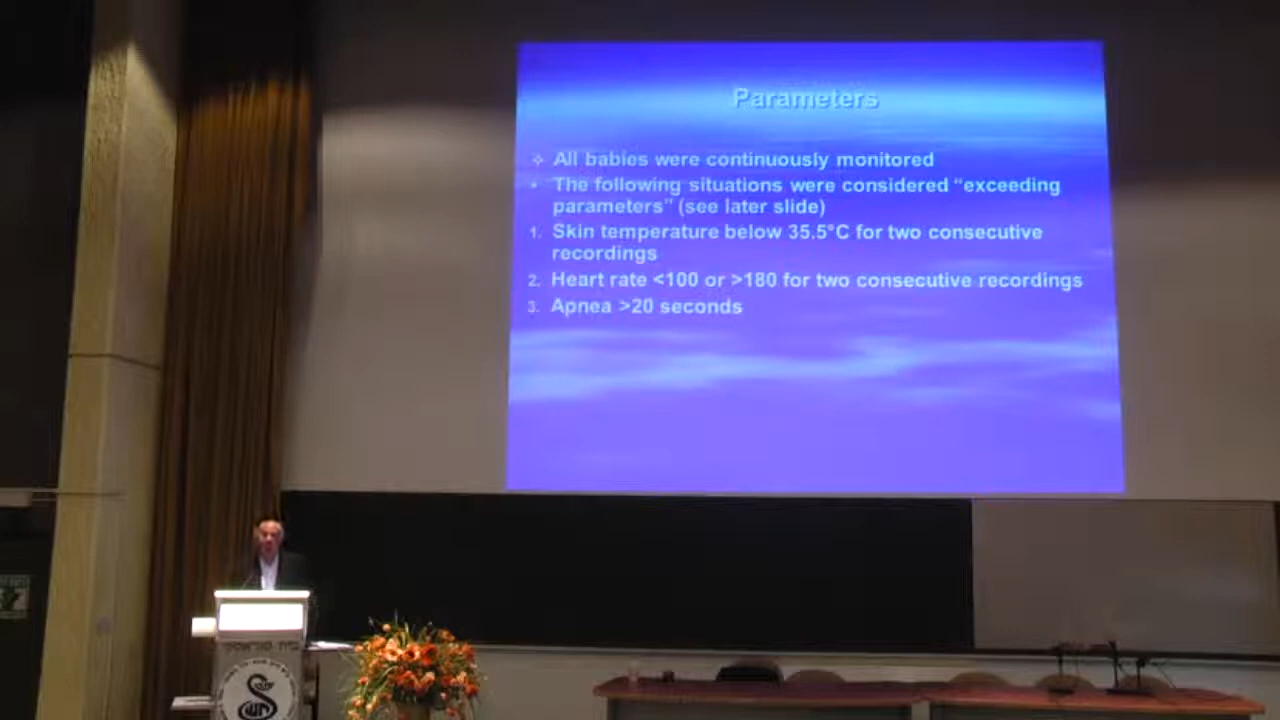 Parameters
All babies were continuously monitored
• The following situations were considered “exceeding
parameters” (see later slide)
1. Skin temperature below 35.5°C for two consecutive
recordings
2. Heart rate <100 or >180 for two consecutive recordings
3. Apnea >20 seconds